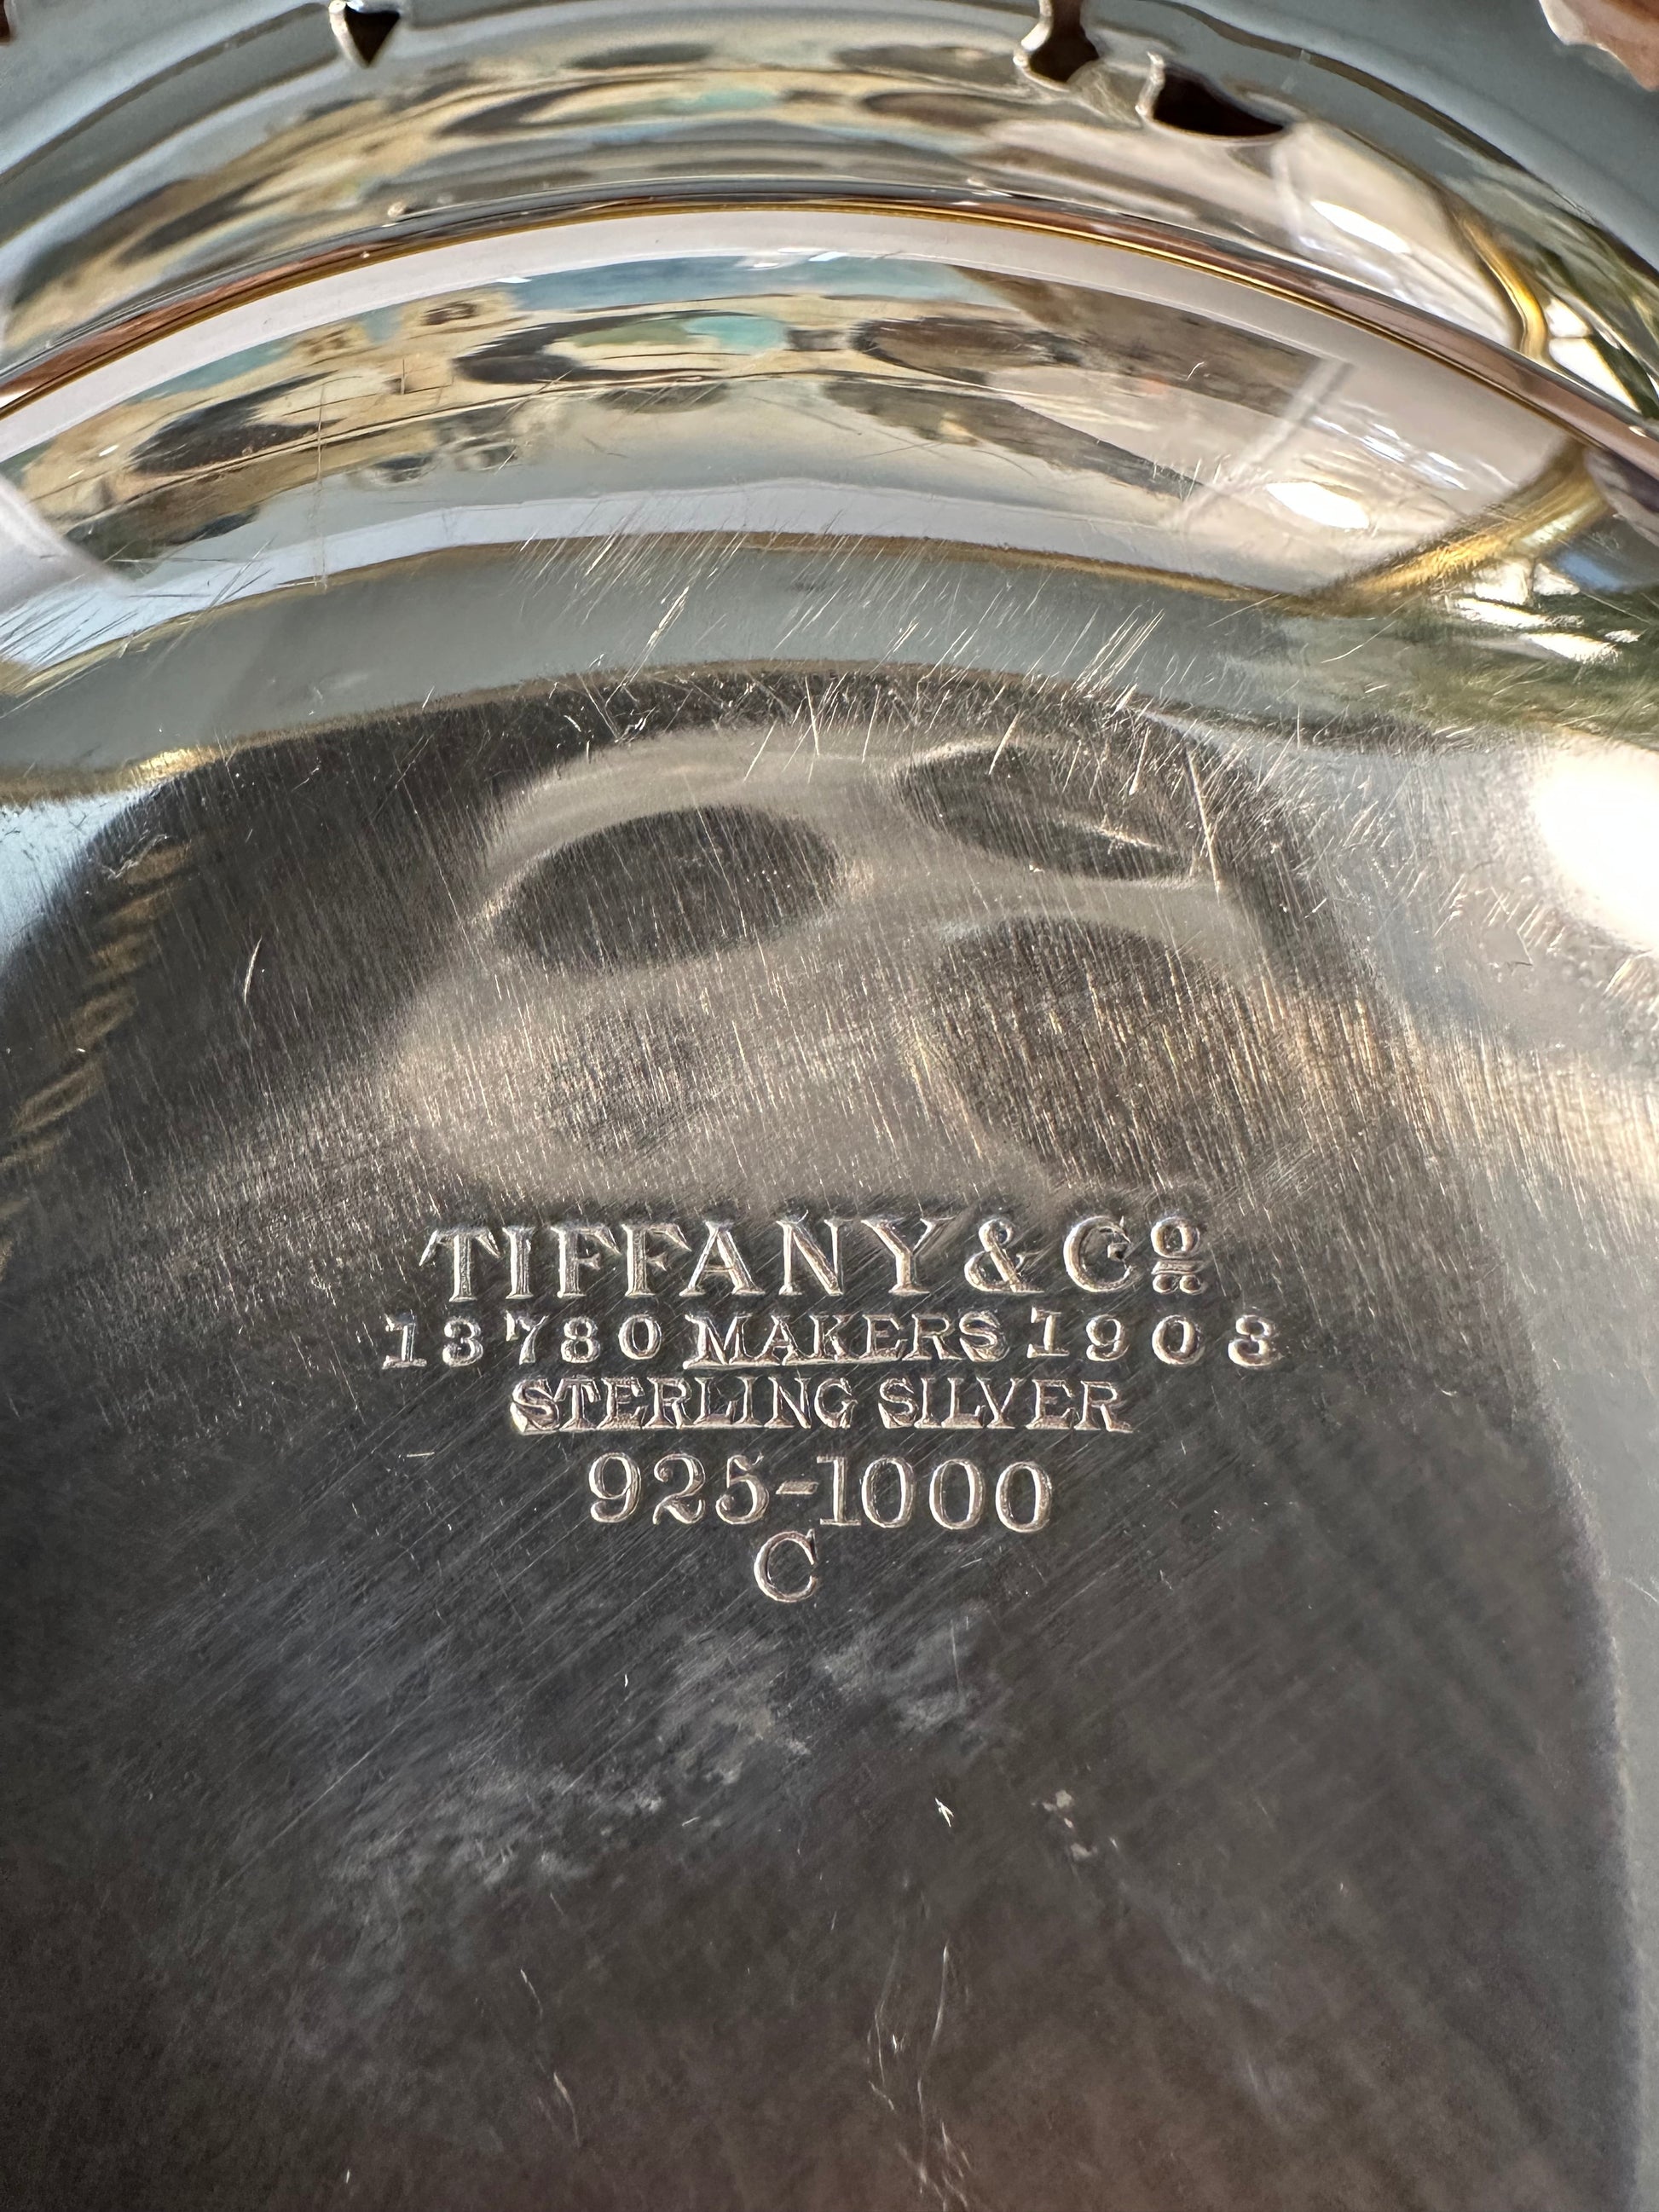 TIFFANY & Co
13780 MAKERS 1903
STERLING SILVER
925-1000
C